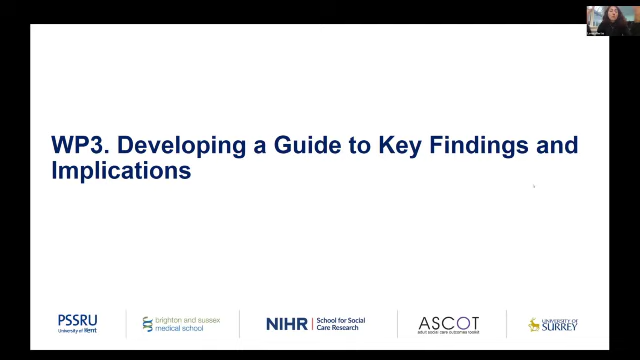 WP3. Developing a Guide to Key Findings and
Implications
PSSRU
University of Kent
brighton and sussex
medical school
NIHR | School for Social
Care Research
ASCOT
adult social care outcomes toolkit
UNIVERSITY OF
SURREY